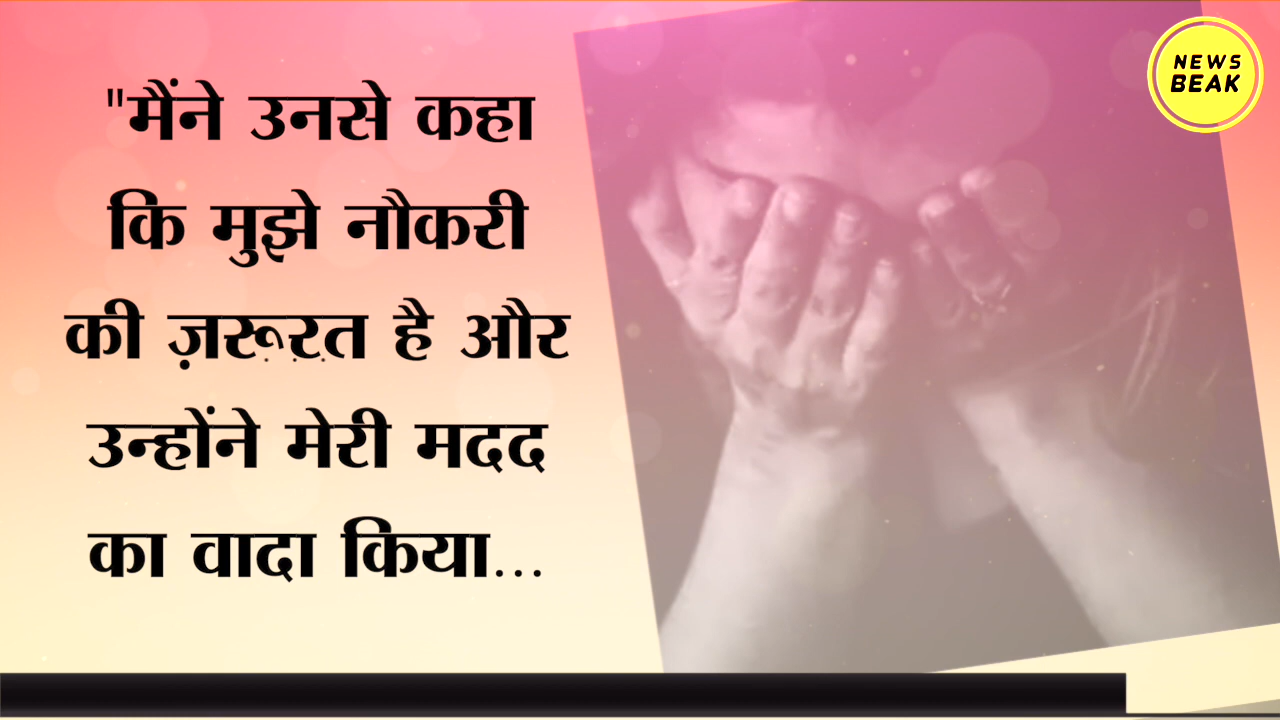 "मैंने उनसे कहा
कि मुझे नौकरी
की ज़रूरत है और
उन्होंने मेरी मदद
का वादा किया...
NEWS
BEAK